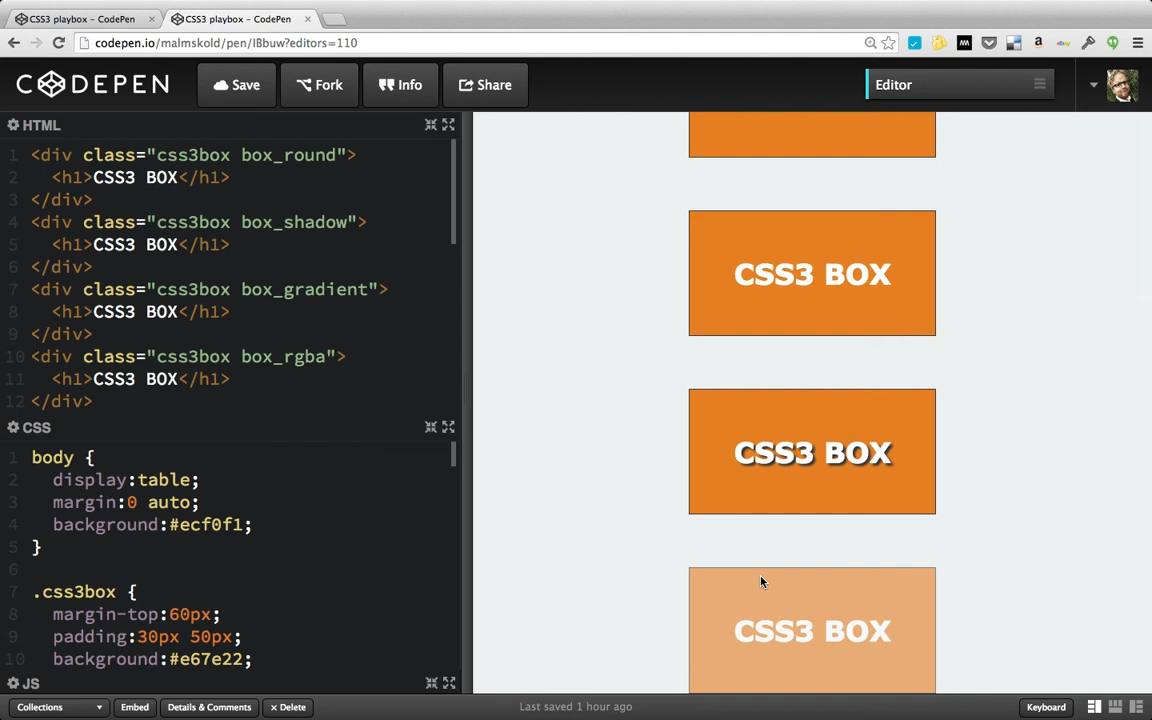 CSS3 playbox - CodePen
CSS3 playbox - CodePen
codepen.io/malmskold/pen/IBbuw?editors=110
CODEPEN
Save
Fork
Info
Share
Editor
HTML
1 <div class="css3box box_round">
2 <h1>CSS3 BOX</h1>
3 </div>
4 <div class="css3box box_shadow">
5 <h1>CSS3 BOX</h1>
6 </div>
7 <div class="css3box box_gradient">
8 <h1>CSS3 BOX</h1>
9 </div>
10 <div class="css3box box_rgba">
11 <h1>CSS3 BOX</h1>
12 </div>
CSS
1 body {
2 display:table;
3 margin:0 auto;
4 background:#ecf0f1;
5 }
6
7 .css3box {
8 margin-top:60px;
9 padding:30px 50px;
10 background:#e67e22;
JS
CSS3 BOX
CSS3 BOX
CSS3 BOX
Collections
Embed
Details & Comments
× Delete
Last saved 1 hour ago
Keyboard